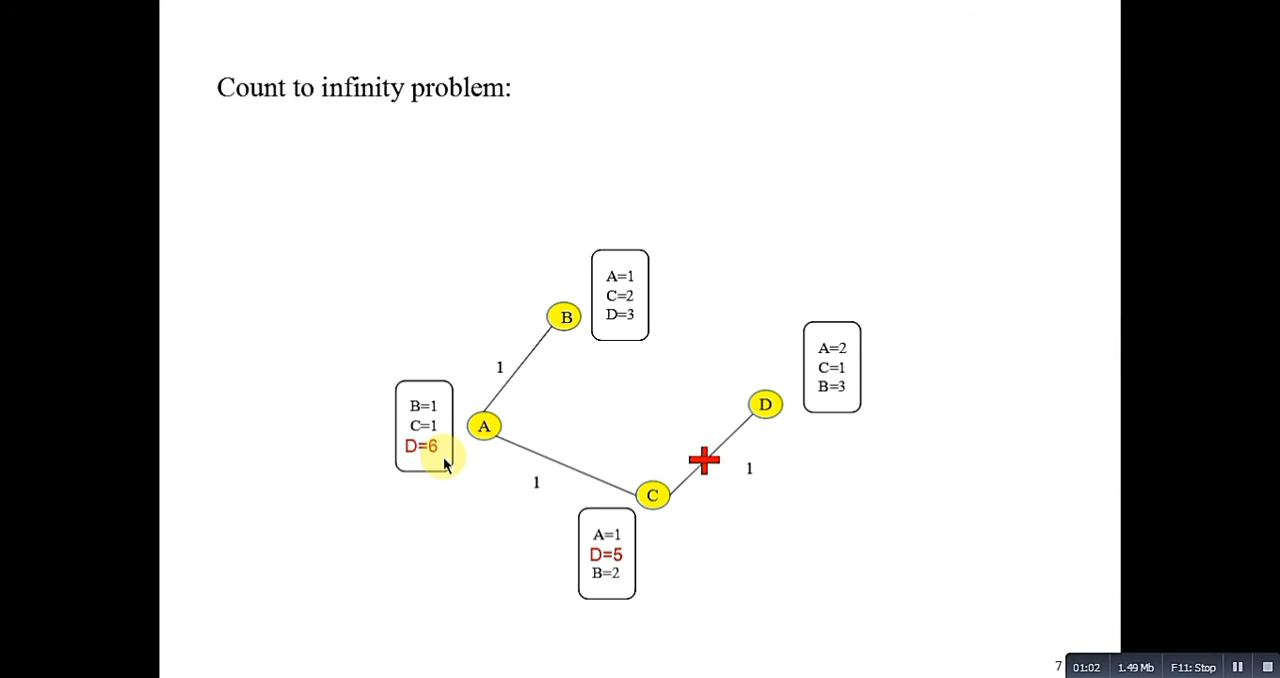 Count to infinity problem:
A=1
C=2
D=3
B
1
A=2
C=1
B=3
D
B=1
C=1
D=6
A
1
1
C
A=1
D=5
B=2
7
01:02 1.49 Mb F11: Stop